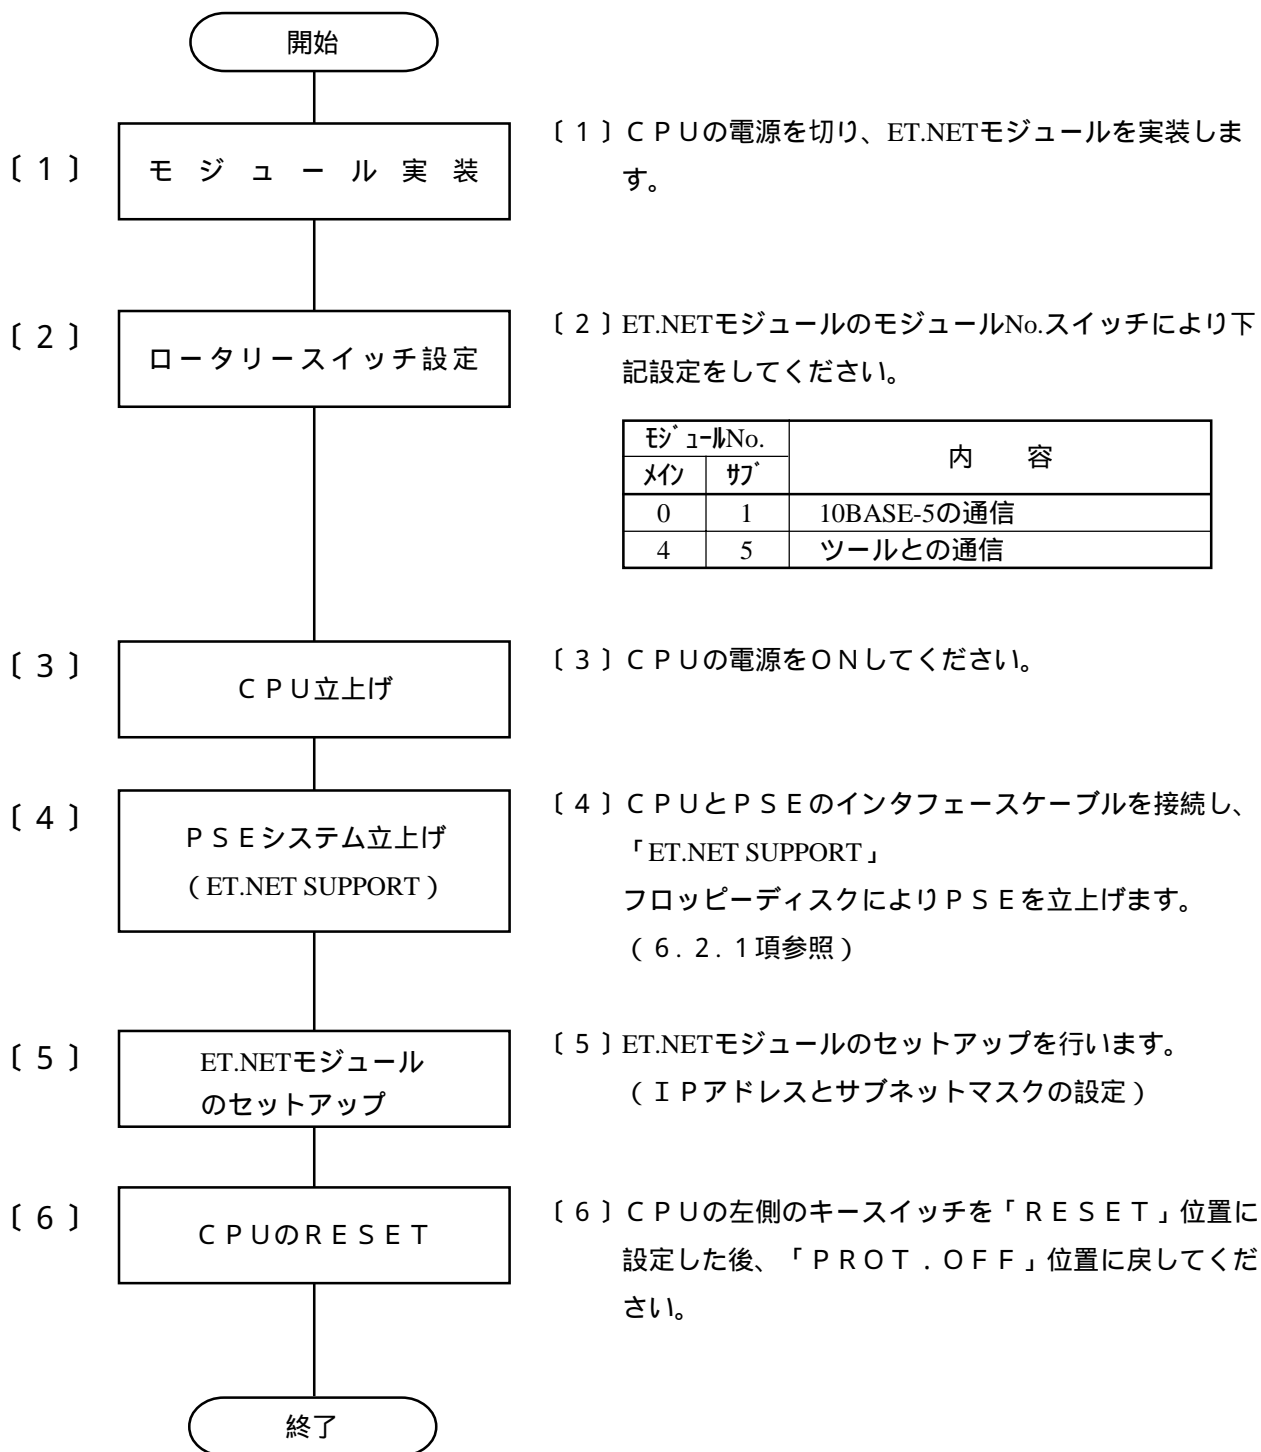 開始
〔１〕
モジュール実装
〔１〕ＣＰＵの電源を切り、ET.NETモジュールを実装しま
す。
〔２〕
ロータリースイッチ設定
〔２〕ET.NETモジュールのモジュールNo.スイッチにより下
記設定をしてください。
ﾓｼﾞｭｰﾙNo.
内　　容
ﾒｲﾝ
ｻﾌﾞ
0
1
10BASE-5の通信
4
5
ツールとの通信
〔３〕
ＣＰＵ立上げ
〔３〕ＣＰＵの電源をＯＮしてください。
〔４〕
ＰＳＥシステム立上げ
（ET.NET SUPPORT）
〔４〕ＣＰＵとＰＳＥのインタフェースケーブルを接続し、
「ET.NET SUPPORT」
フロッピーディスクによりＰＳＥを立上げます。
（６．２．１項参照）
〔５〕
ET.NETモジュール
のセットアップ
〔５〕ET.NETモジュールのセットアップを行います。
（ＩＰアドレスとサブネットマスクの設定）
〔６〕
ＣＰＵのＲＥＳＥＴ
〔６〕ＣＰＵの左側のキースイッチを「ＲＥＳＥＴ」位置に
設定した後、「ＰＲＯＴ．ＯＦＦ」位置に戻してくだ
さい。
終了